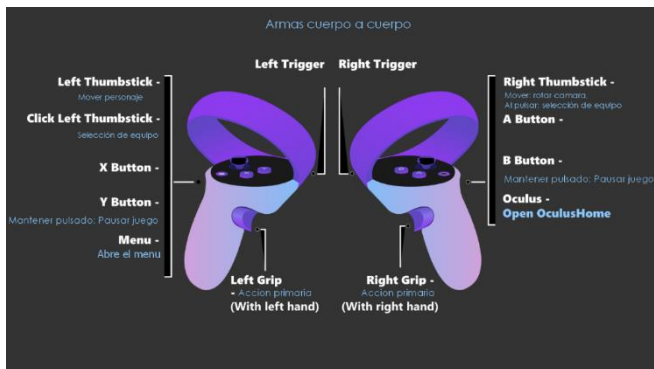 Armas cuerpo a cuerpo
Left Trigger
Right Trigger
Left Thumbstick -
Mover personaje
Click Left Thumbstick -
Selección de equipo
X Button -
Y Button -
Mantener pulsado: Pausar juego
Menu -
Abre el menu
Left Grip
- Accion primaria
(With left hand)
Right Grip -
Accion primaria
(With right hand)
Right Thumbstick -
Mover: rotar camara,
Al pulsar: selección de equipo
A Button -
B Button -
Mantener pulsado: Pausar juego
Oculus -
Open OculusHome